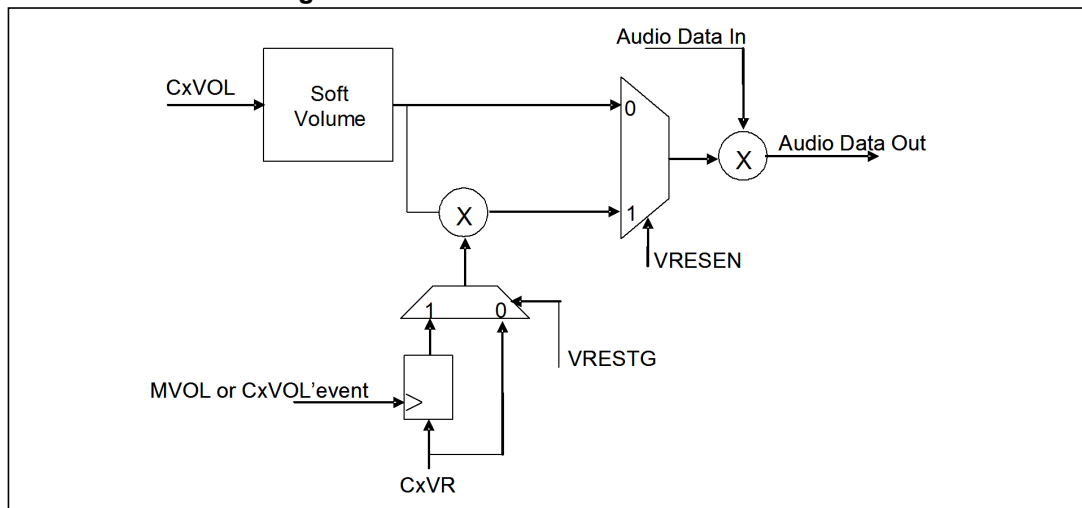 Audio Data In
CxVOL
Soft
Volume
0
X
Audio Data Out
X
1
VRESEN
1
0
VRESTG
MVOL or CxVOL'event
CxVR